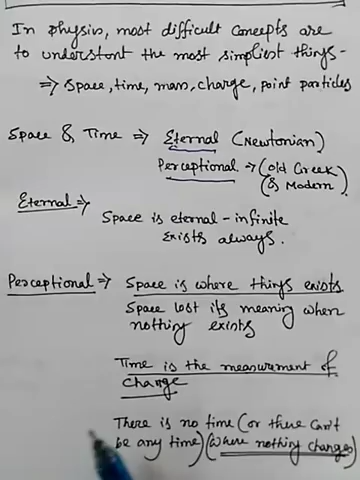 In physics, most difficult concepts are
to understant the most simpliest things -
⇒ Space, time, mass, charge, point particles
Space & Time ⇒ Eternal (Newtonian)
Perceptional → (Old Greek
& Modern)
Eternal ⇒
Space is eternal - infinite
exists always.
Perceptional ⇒ Space is where things exists
Space lost its meaning when
nothing exists
Time is the measurement of
change
There is no time (or there can't
be any time) (where nothing changes)